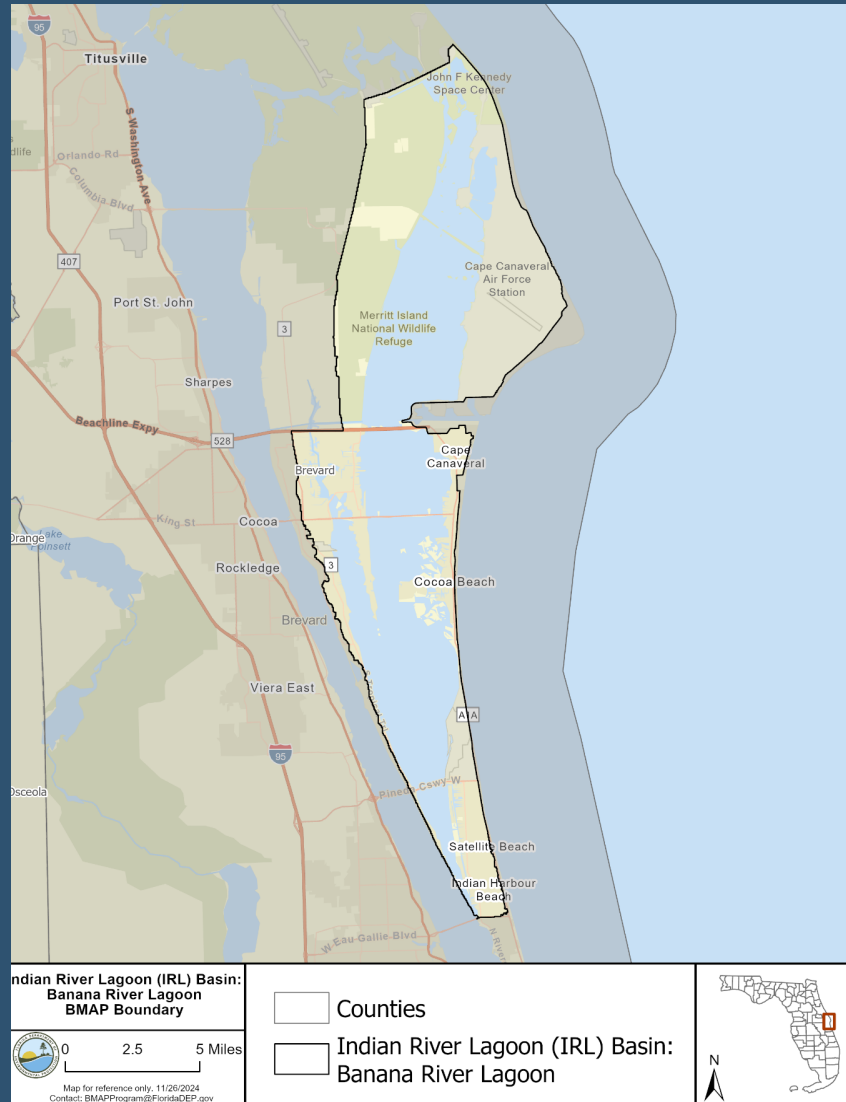 95
Titusville
John F Kennedy
Space Center
S Washington Ave
dlife
Orlando Rd
Columbia Blvd
407
Cape Canaveral
Air Force
Station
Port St. John
Merritt Island
National Wildlife
Refuge
3
Sharpes
Beachline Expy
528
Cape
Canaveral
Brevard
King St
Cocoa
Orange
Lake
Poinsett
3
Rockledge
Cocoa Beach
Brevard
Viera East
A1A
95
Pineda Cswy W
Osceola
Satellite Beach
Indian Harbour
Beach
W Eau Gallie Blvd
N River
ndian River Lagoon (IRL) Basin:
Banana River Lagoon
BMAP Boundary
0 2.5 5 Miles
Map for reference only. 11/26/2024
Contact: BMAPProgram@FloridaDEP.gov
Counties
Indian River Lagoon (IRL) Basin:
Banana River Lagoon
N